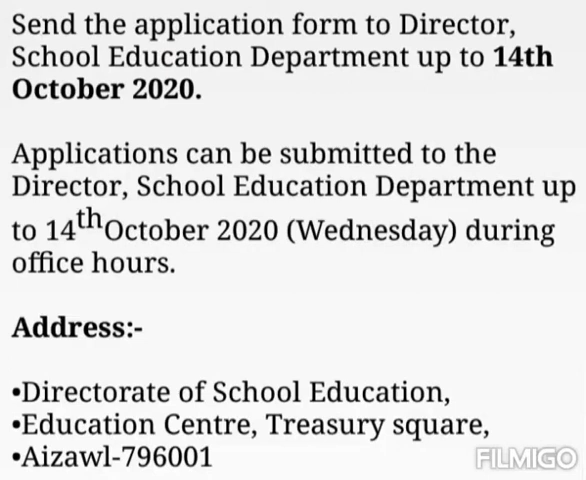 Send the application form to Director,
School Education Department up to 14th
October 2020.
Applications can be submitted to the
Director, School Education Department up
to 14thOctober 2020 (Wednesday) during
office hours.
Address:-
•Directorate of School Education,
•Education Centre, Treasury square,
•Aizawl-796001
FILMIGO